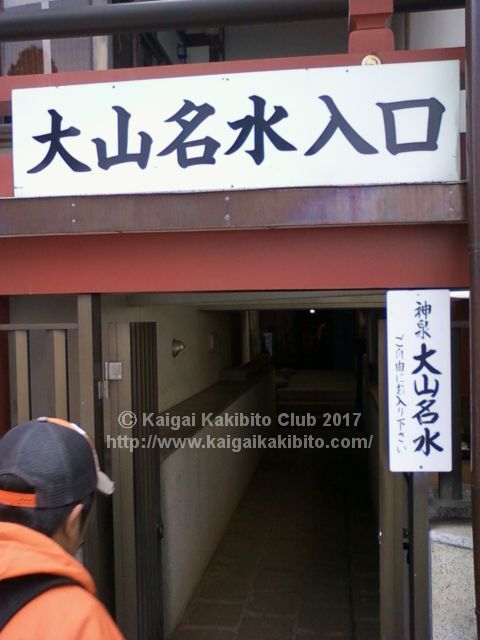 大山名水入口
神泉
大山名水
ご自由にお入り下さい
© Kaigai Kakibito Club 2017
http://www.kaigaikakibito.com/